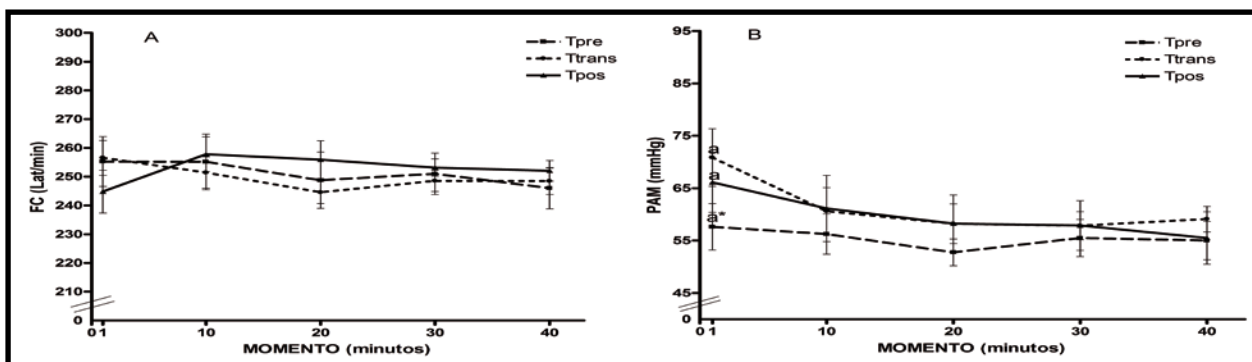 A
Tpre
Ttrans
Tpos
FC (Lat/min)
300
290
280
270
260
250
240
230
220
210
0
0 1 10 20 30 40
MOMENTO (minutos)
B
Tpre
Ttrans
Tpos
PAM (mmHg)
95
85
75
65
55
45
0
a
a
a*
0 1 10 20 30 40
MOMENTO (minutos)